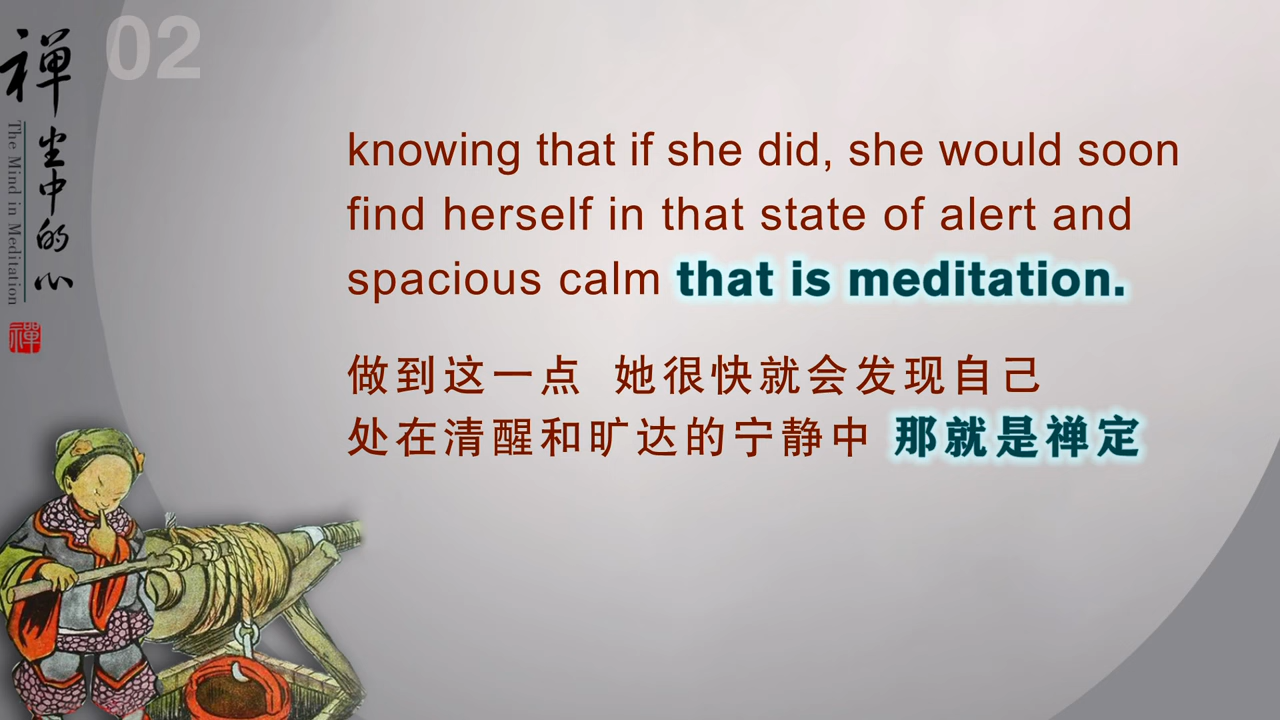 02
禅坐中的心
The Mind in Meditation
禪
knowing that if she did, she would soon
find herself in that state of alert and
spacious calm that is meditation.
做到这一点 她很快就会发现自己
处在清醒和旷达的宁静中 那就是禅定